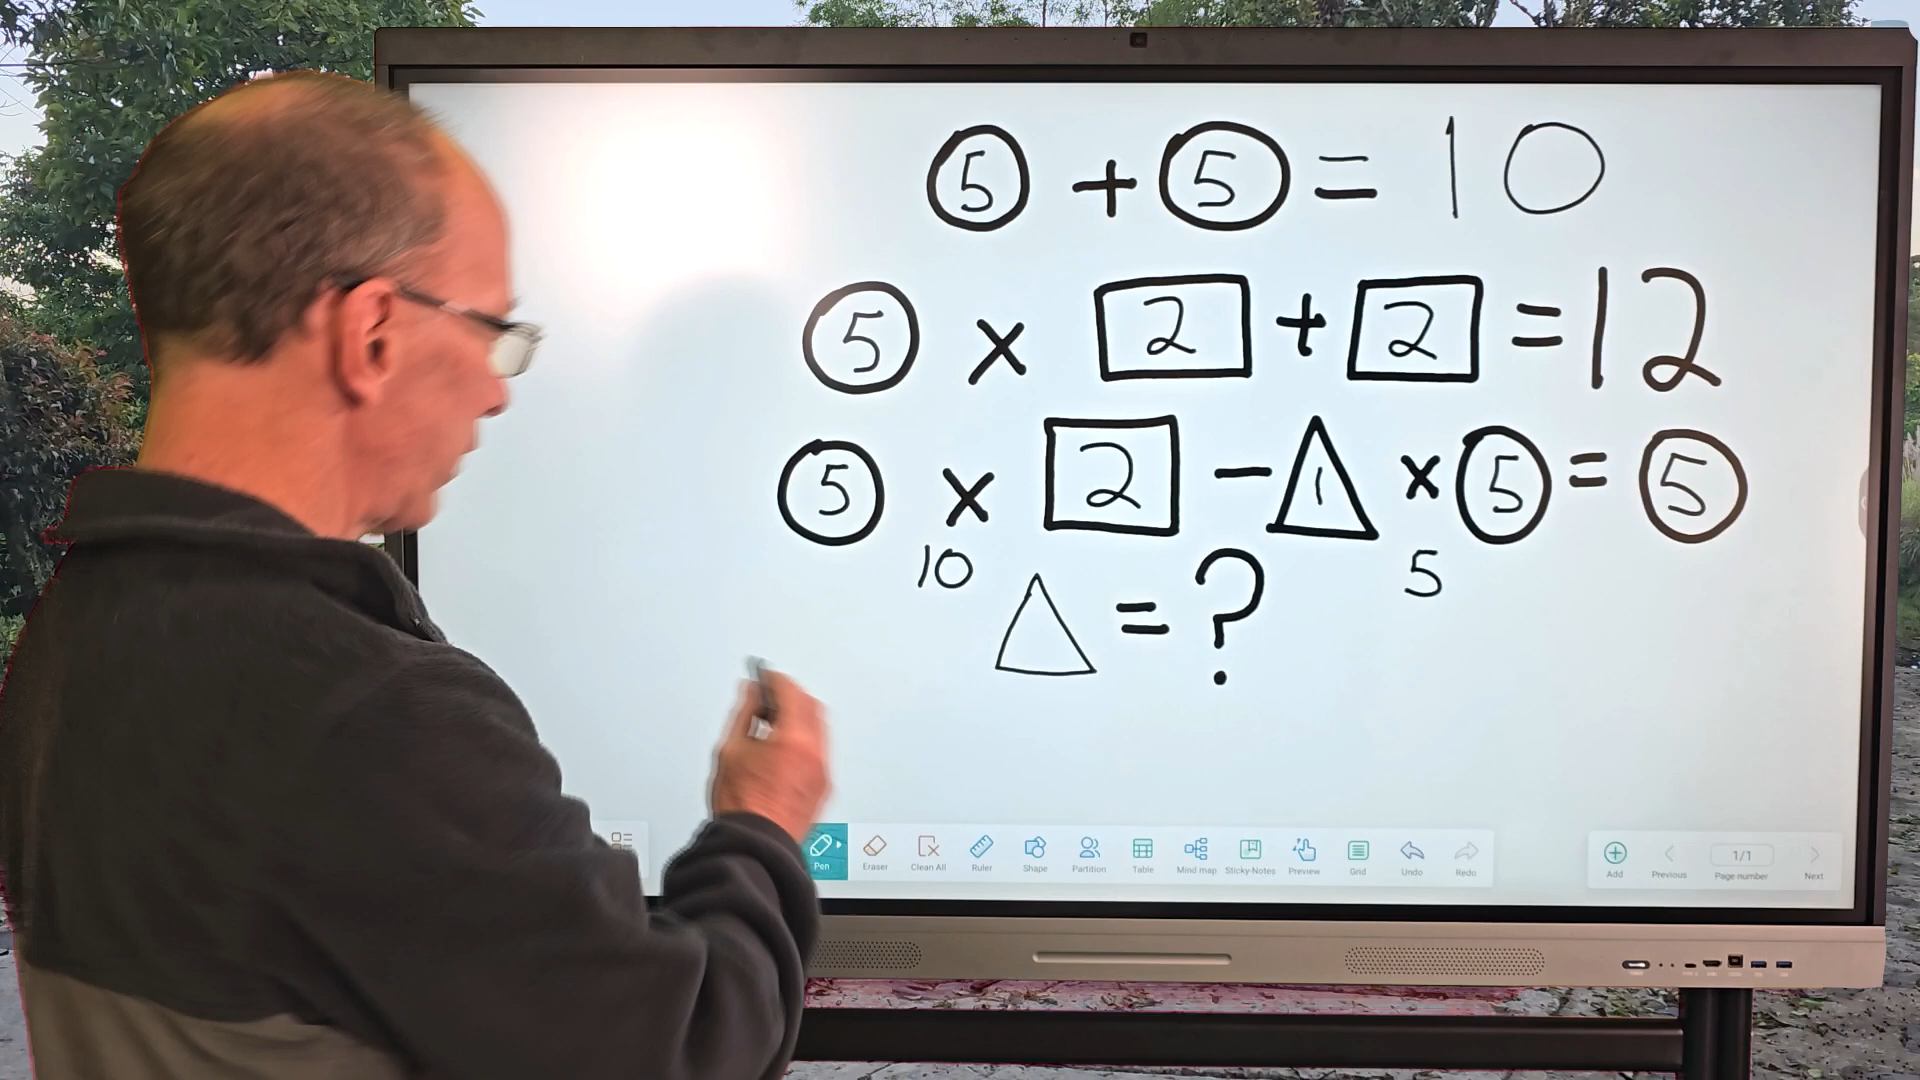 5 + 5 = 10
5 x 2 + 2 = 12
5 x 2 - 1 x 5 = 5
10 5
△ = ?
Pen Eraser Clean All Ruler Shape Partition Table Mind map Sticky-Notes Preview Grid Undo Redo Add Previous 1/1 Page number Next